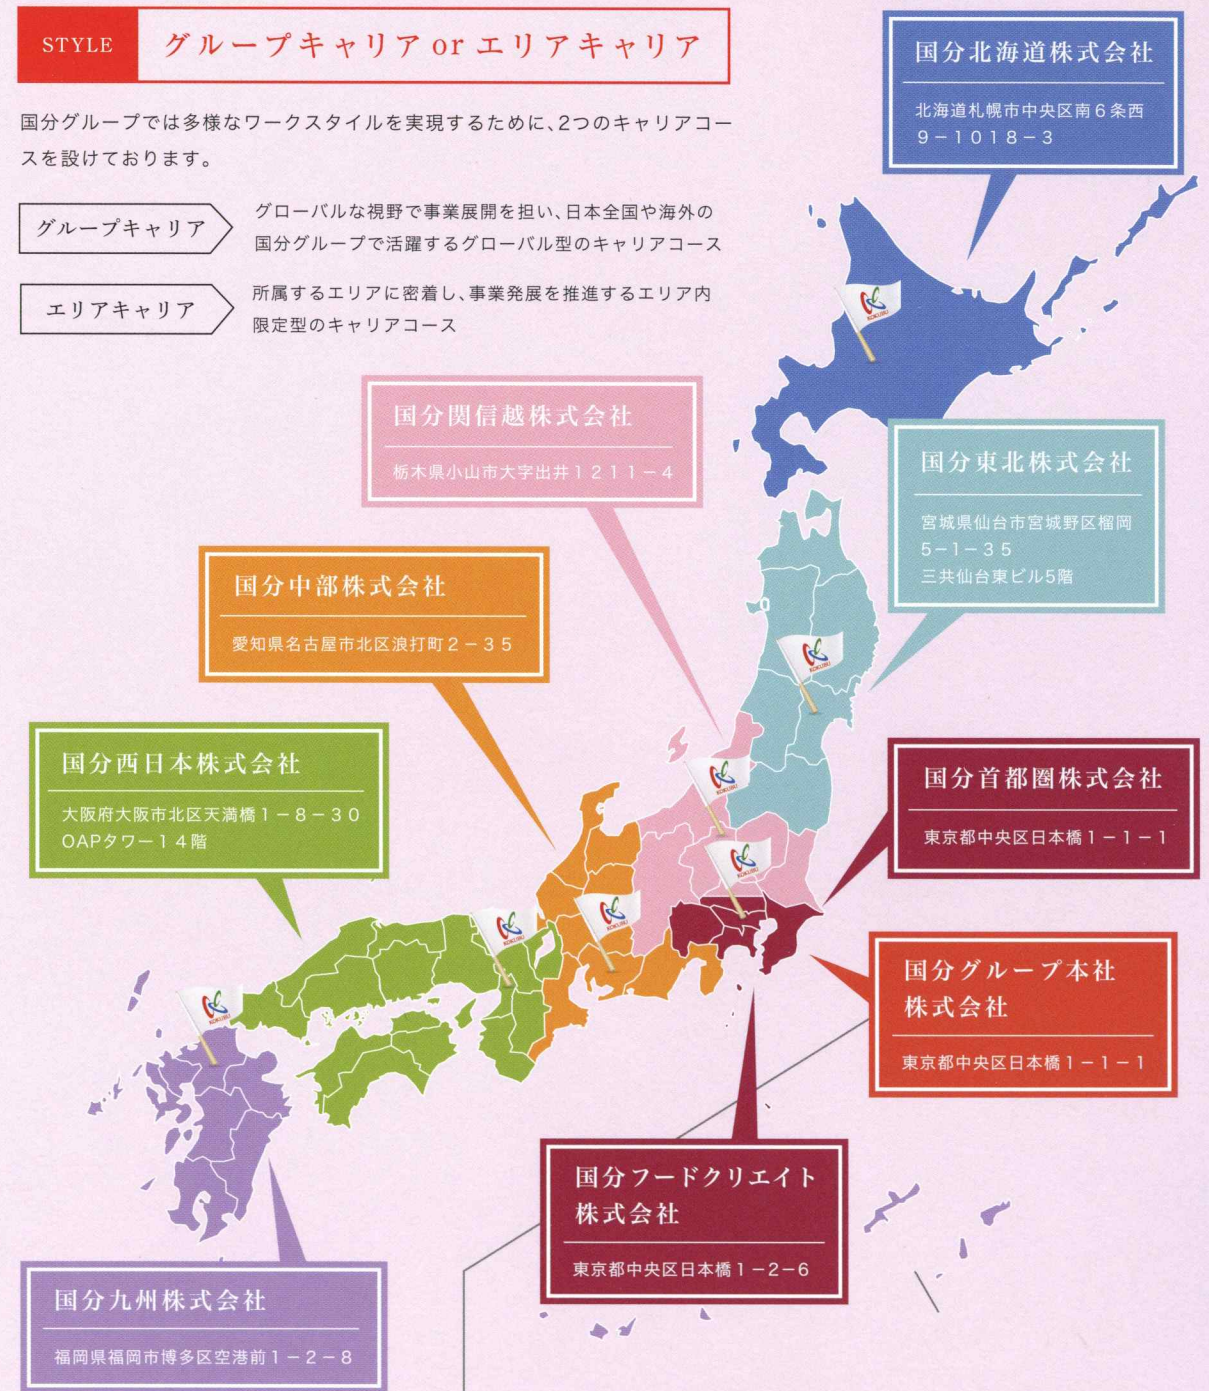 STYLE
グループキャリア or エリアキャリア
国分グループでは多様なワークスタイルを実現するために、2つのキャリアコー
スを設けております。
グループキャリア
グローバルな視野で事業展開を担い、日本全国や海外の
国分グループで活躍するグローバル型のキャリアコース
エリアキャリア
所属するエリアに密着し、事業発展を推進するエリア内
限定型のキャリアコース
国分北海道株式会社
北海道札幌市中央区南6条西
9－1018－3
国分関信越株式会社
栃木県小山市大字出井1211－4
国分東北株式会社
宮城県仙台市宮城野区榴岡
5－1－35
三共仙台東ビル5階
国分中部株式会社
愛知県名古屋市北区浪打町2－35
国分西日本株式会社
大阪府大阪市北区天満橋1－8－30
OAPタワー14階
国分首都圏株式会社
東京都中央区日本橋1－1－1
国分グループ本社
株式会社
東京都中央区日本橋1－1－1
国分フードクリエイト
株式会社
東京都中央区日本橋1－2－6
国分九州株式会社
福岡県福岡市博多区空港前1－2－8
KOKUBU
KOKUBU
KOKUBU
KOKUBU
KOKUBU
KOKUBU
KOKUBU